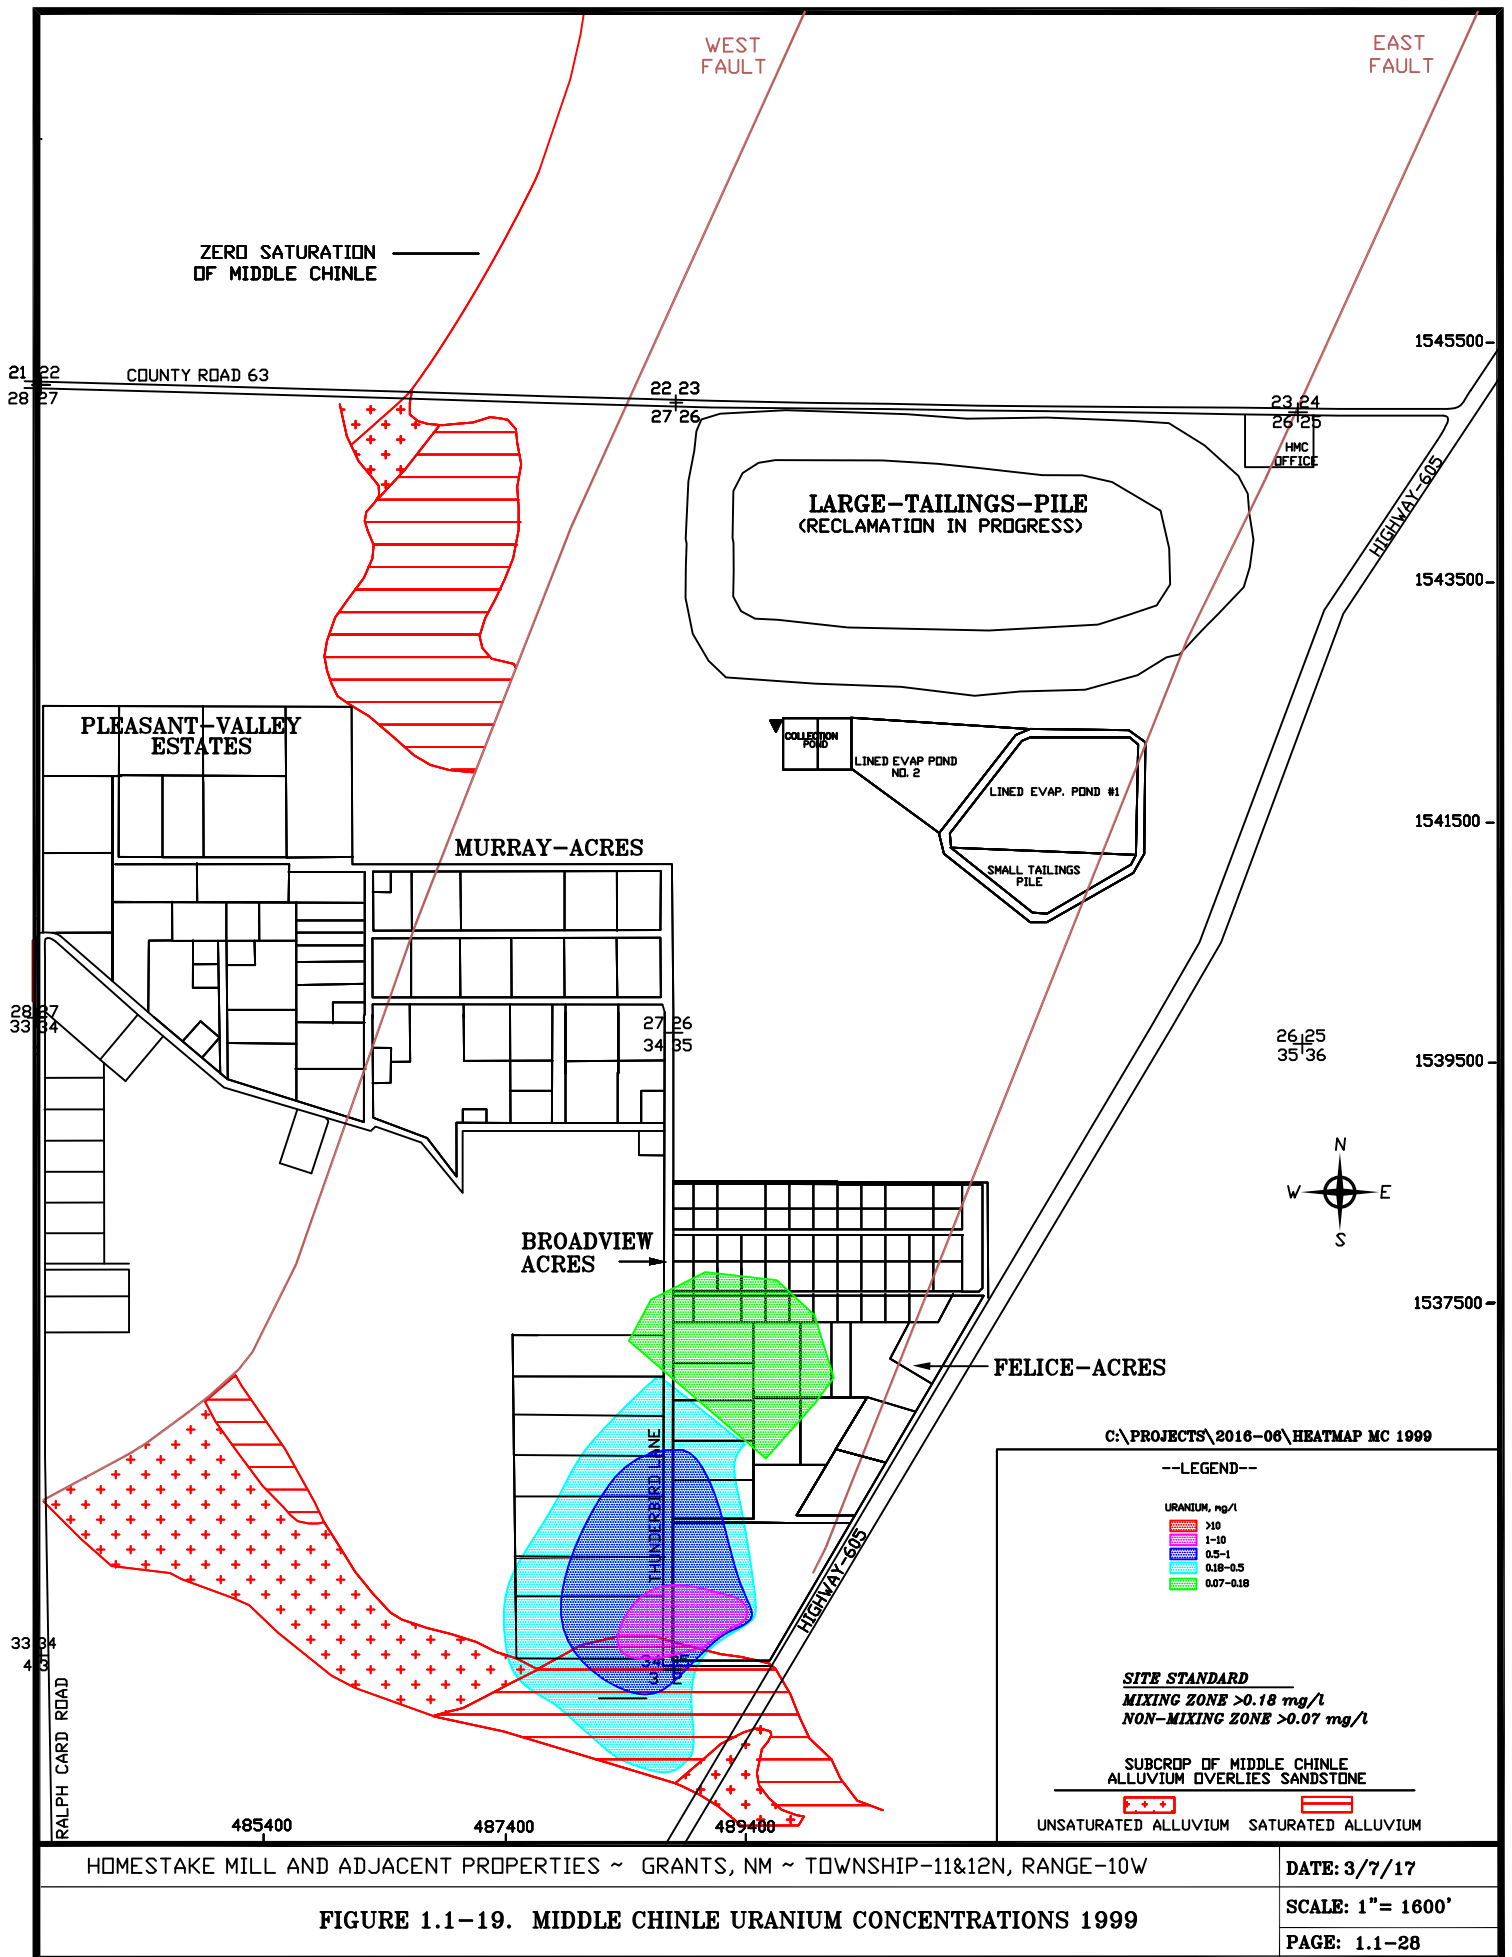 WEST
FAULT
EAST
FAULT
ZERO SATURATION
OF MIDDLE CHINLE
1545500
21 22
28 27
COUNTY ROAD 63
22 23
27 26
23 24
26 25
HMC
OFFICE
HIGHWAY-605
LARGE-TAILINGS-PILE
(RECLAMATION IN PROGRESS)
1543500
PLEASANT-VALLEY
ESTATES
COLLECTION
POND
LINED EVAP POND
NO. 2
LINED EVAP. POND #1
1541500
MURRAY-ACRES
SMALL TAILINGS
PILE
28 27
33 34
27 26
34 35
26 25
35 36
1539500
N
W E
S
BROADVIEW
ACRES
1537500
FELICE-ACRES
THUNDERBIRD LANE
HIGHWAY-605
C:\PROJECTS\2016-06\HEATMAP MC 1999
--LEGEND--
URANIUM, mg/l
>10
1-10
0.5-1
0.18-0.5
0.07-0.18
33 34
4 3
RALPH CARD ROAD
SITE STANDARD
MIXING ZONE >0.18 mg/l
NON-MIXING ZONE >0.07 mg/l
SUBCROP OF MIDDLE CHINLE
ALLUVIUM OVERLIES SANDSTONE
UNSATURATED ALLUVIUM SATURATED ALLUVIUM
485400
487400
489400
HOMESTAKE MILL AND ADJACENT PROPERTIES ~ GRANTS, NM ~ TOWNSHIP-11&12N, RANGE-10W
DATE: 3/7/17
FIGURE 1.1-19. MIDDLE CHINLE URANIUM CONCENTRATIONS 1999
SCALE: 1"= 1600'
PAGE: 1.1-28